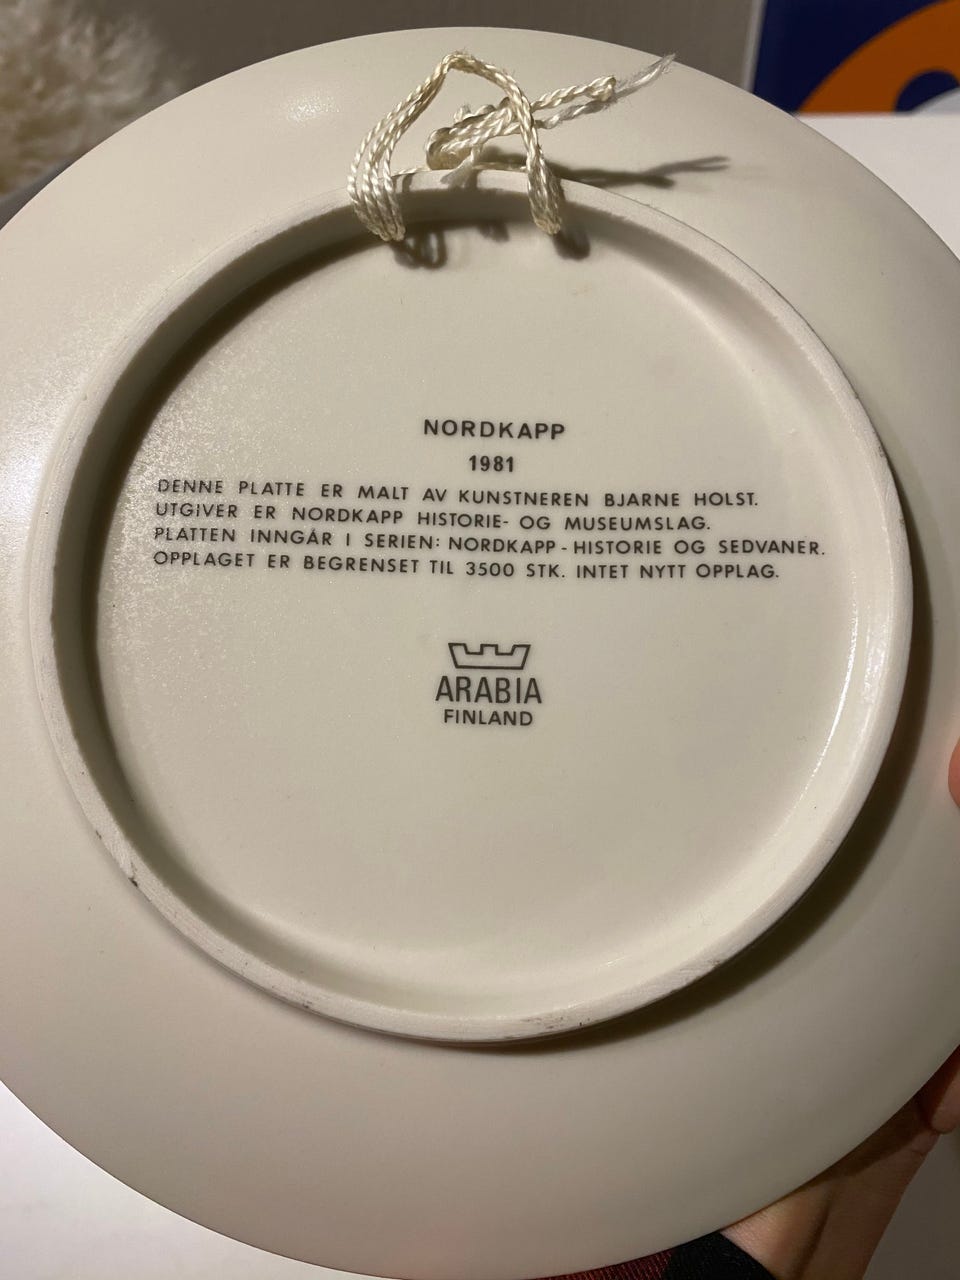 NORDKAPP
1981
DENNE PLATTE ER MALT AV KUNSTNEREN BJARNE HOLST.
UTGIVER ER NORDKAPP HISTORIE- OG MUSEUMSLAG.
PLATTEN INNGÅR I SERIEN: NORDKAPP - HISTORIE OG SEDVANER.
OPPLAGET ER BEGRENSET TIL 3500 STK. INTET NYTT OPPLAG.
ARABIA
FINLAND